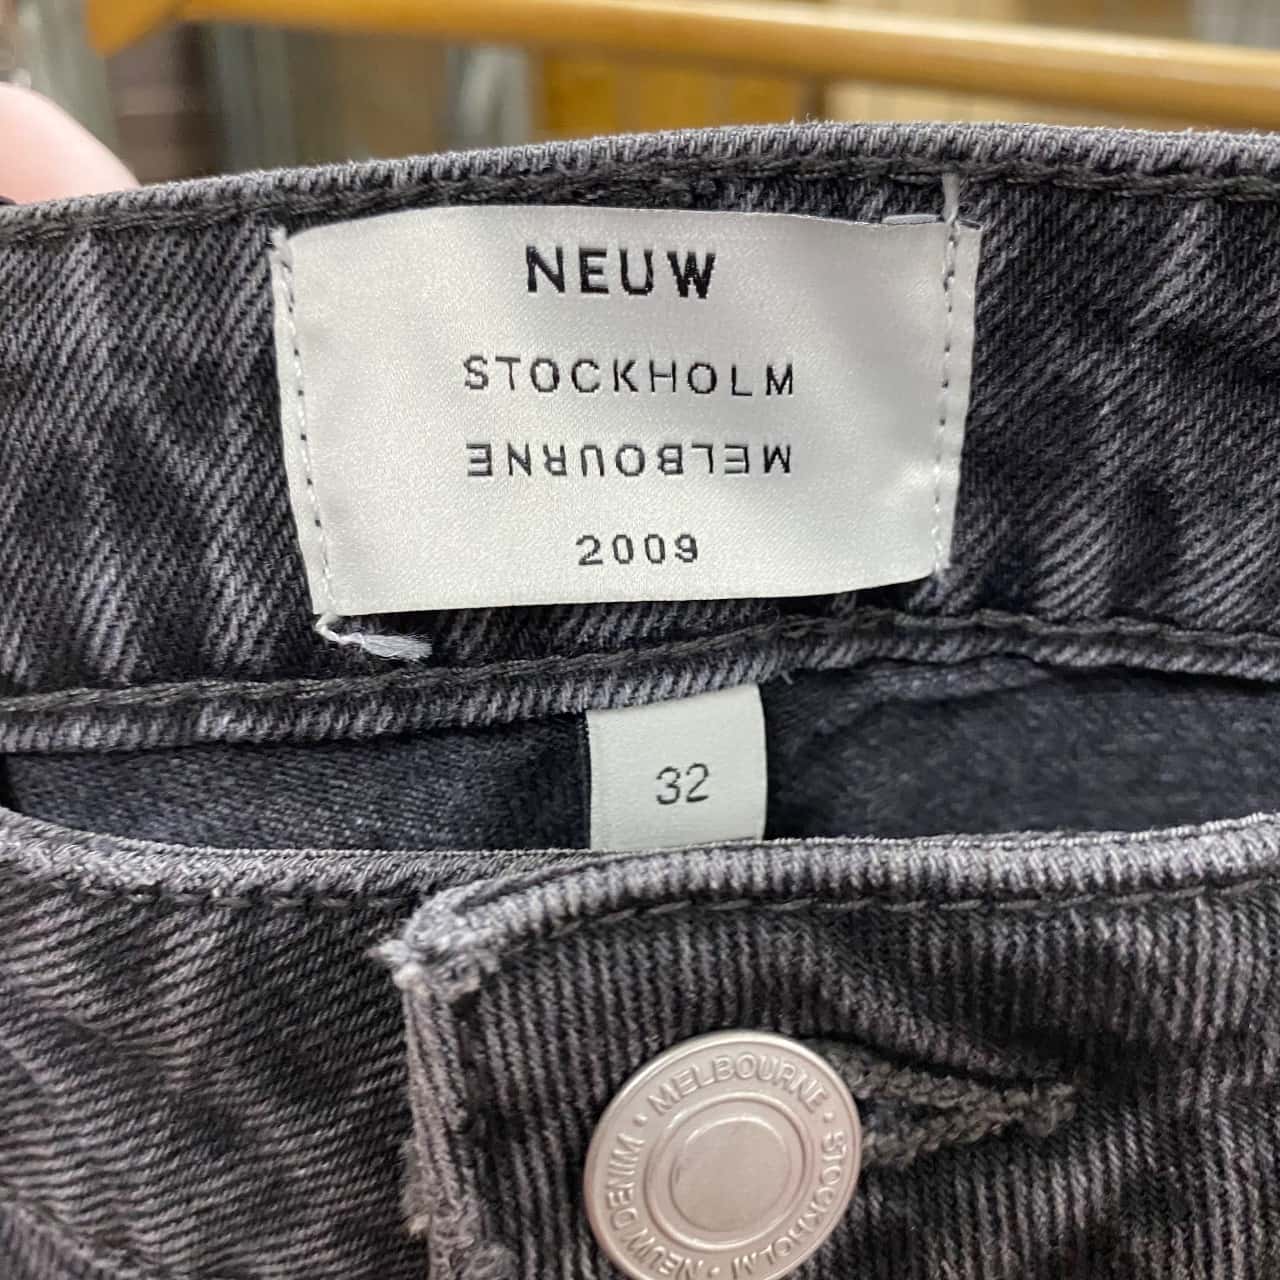 NEUW
STOCKHOLM
MELBOURNE
2009
32
MELBOURNE • STOCKHOLM • NEUW DENIM •